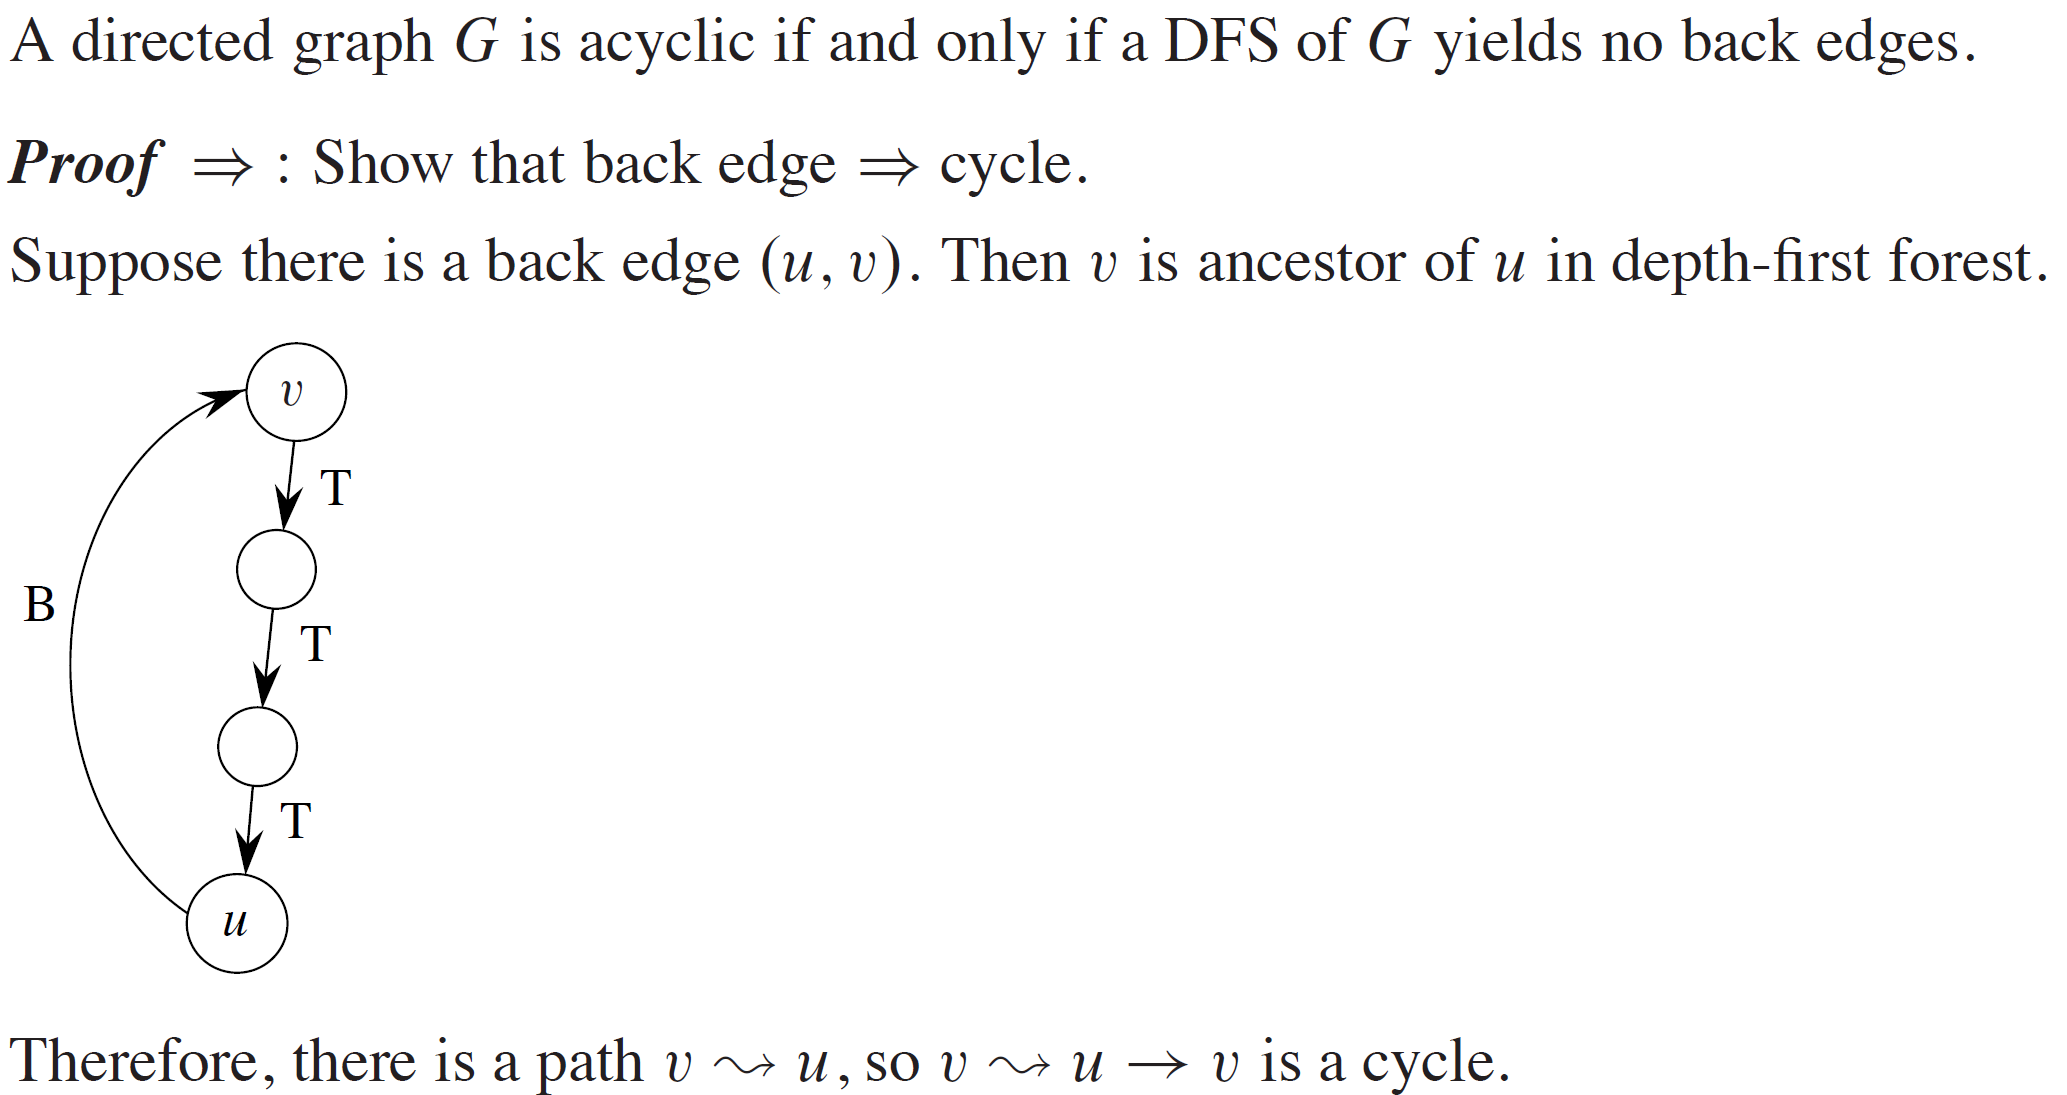 A directed graph G is acyclic if and only if a DFS of G yields no back edges.
Proof ⇒ : Show that back edge ⇒ cycle.
Suppose there is a back edge (u, v). Then v is ancestor of u in depth-first forest.
v
T
B
T
T
u
Therefore, there is a path v ⇝ u, so v ⇝ u → v is a cycle.